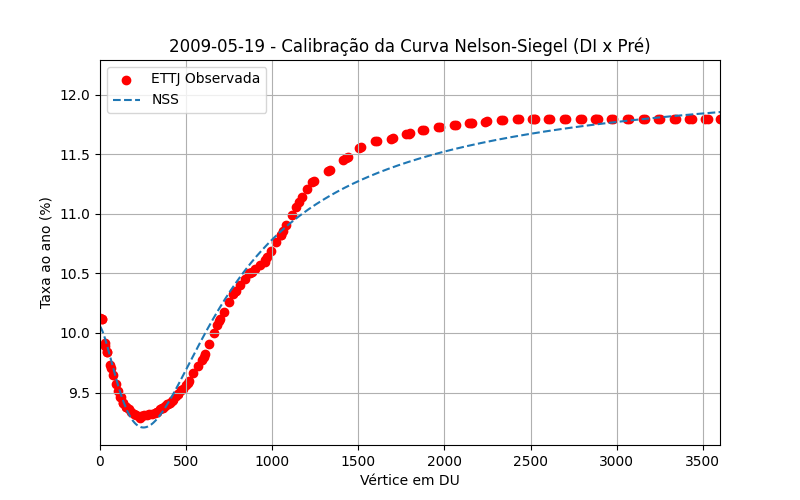 2009-05-19 - Calibração da Curva Nelson-Siegel (DI x Pré)
ETTJ Observada
NSS
Taxa ao ano (%)
12.0
11.5
11.0
10.5
10.0
9.5
0 500 1000 1500 2000 2500 3000 3500
Vértice em DU